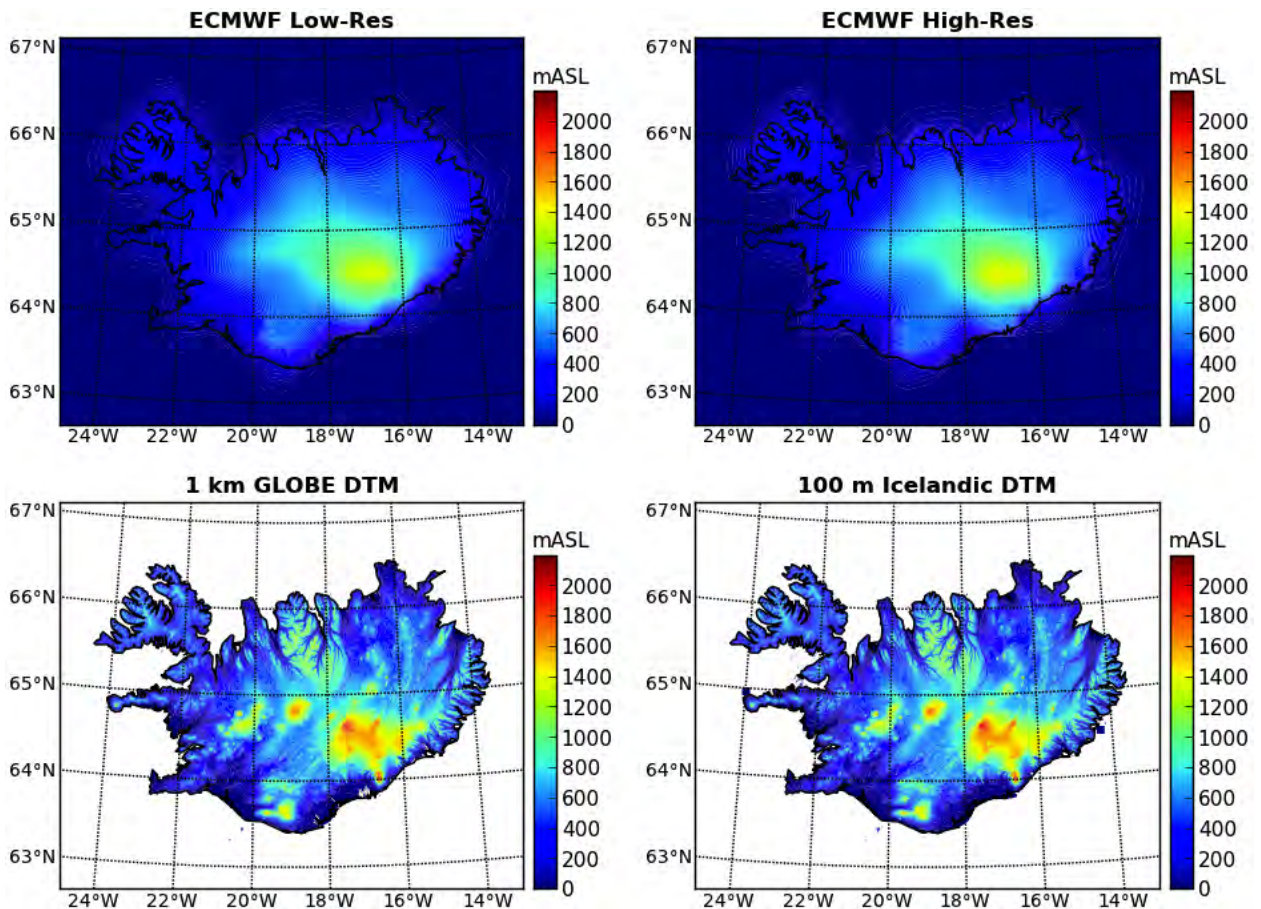 ECMWF Low-Res
67°N
66°N
65°N
64°N
63°N
24°W 22°W 20°W 18°W 16°W 14°W
mASL
2000
1800
1600
1400
1200
1000
800
600
400
200
0
ECMWF High-Res
67°N
66°N
65°N
64°N
63°N
24°W 22°W 20°W 18°W 16°W 14°W
mASL
2000
1800
1600
1400
1200
1000
800
600
400
200
0
1 km GLOBE DTM
67°N
66°N
65°N
64°N
63°N
24°W 22°W 20°W 18°W 16°W 14°W
mASL
2000
1800
1600
1400
1200
1000
800
600
400
200
0
100 m Icelandic DTM
67°N
66°N
65°N
64°N
63°N
24°W 22°W 20°W 18°W 16°W 14°W
mASL
2000
1800
1600
1400
1200
1000
800
600
400
200
0